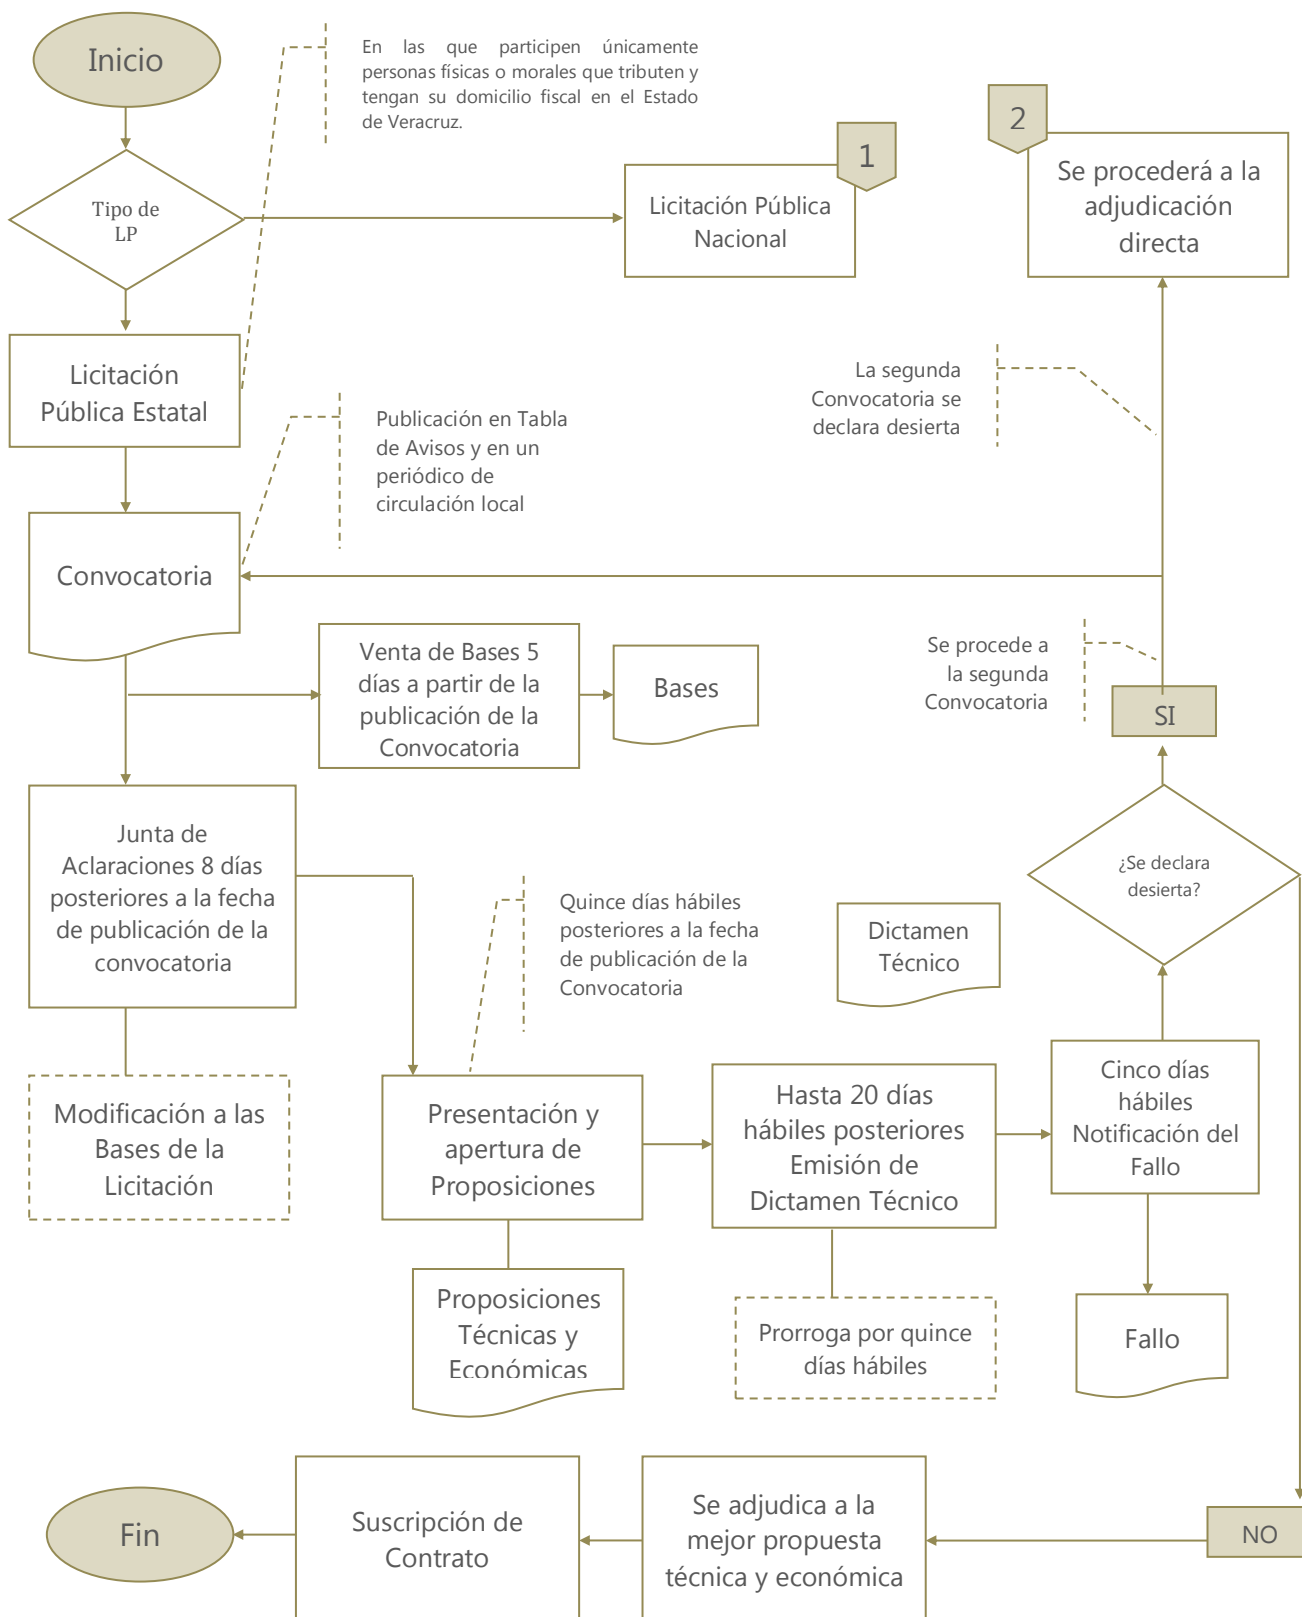 Inicio
En las que participen únicamente
personas físicas o morales que tributen y
tengan su domicilio fiscal en el Estado
de Veracruz.
1
2
Tipo de
LP
Licitación Pública
Nacional
Se procederá a la
adjudicación
directa
Licitación
Pública Estatal
Publicación en Tabla
de Avisos y en un
periódico de
circulación local
La segunda
Convocatoria se
declara desierta
Convocatoria
Venta de Bases 5
días a partir de la
publicación de la
Convocatoria
Bases
Se procede a
la segunda
Convocatoria
SI
Junta de
Aclaraciones 8 días
posteriores a la fecha
de publicación de la
convocatoria
Quince días hábiles
posteriores a la fecha
de publicación de la
Convocatoria
Dictamen
Técnico
¿Se declara
desierta?
Modificación a las
Bases de la
Licitación
Presentación y
apertura de
Proposiciones
Hasta 20 días
hábiles posteriores
Emisión de
Dictamen Técnico
Cinco días
hábiles
Notificación del
Fallo
Proposiciones
Técnicas y
Económicas
Prorroga por quince
días hábiles
Fallo
Fin
Suscripción de
Contrato
Se adjudica a la
mejor propuesta
técnica y económica
NO